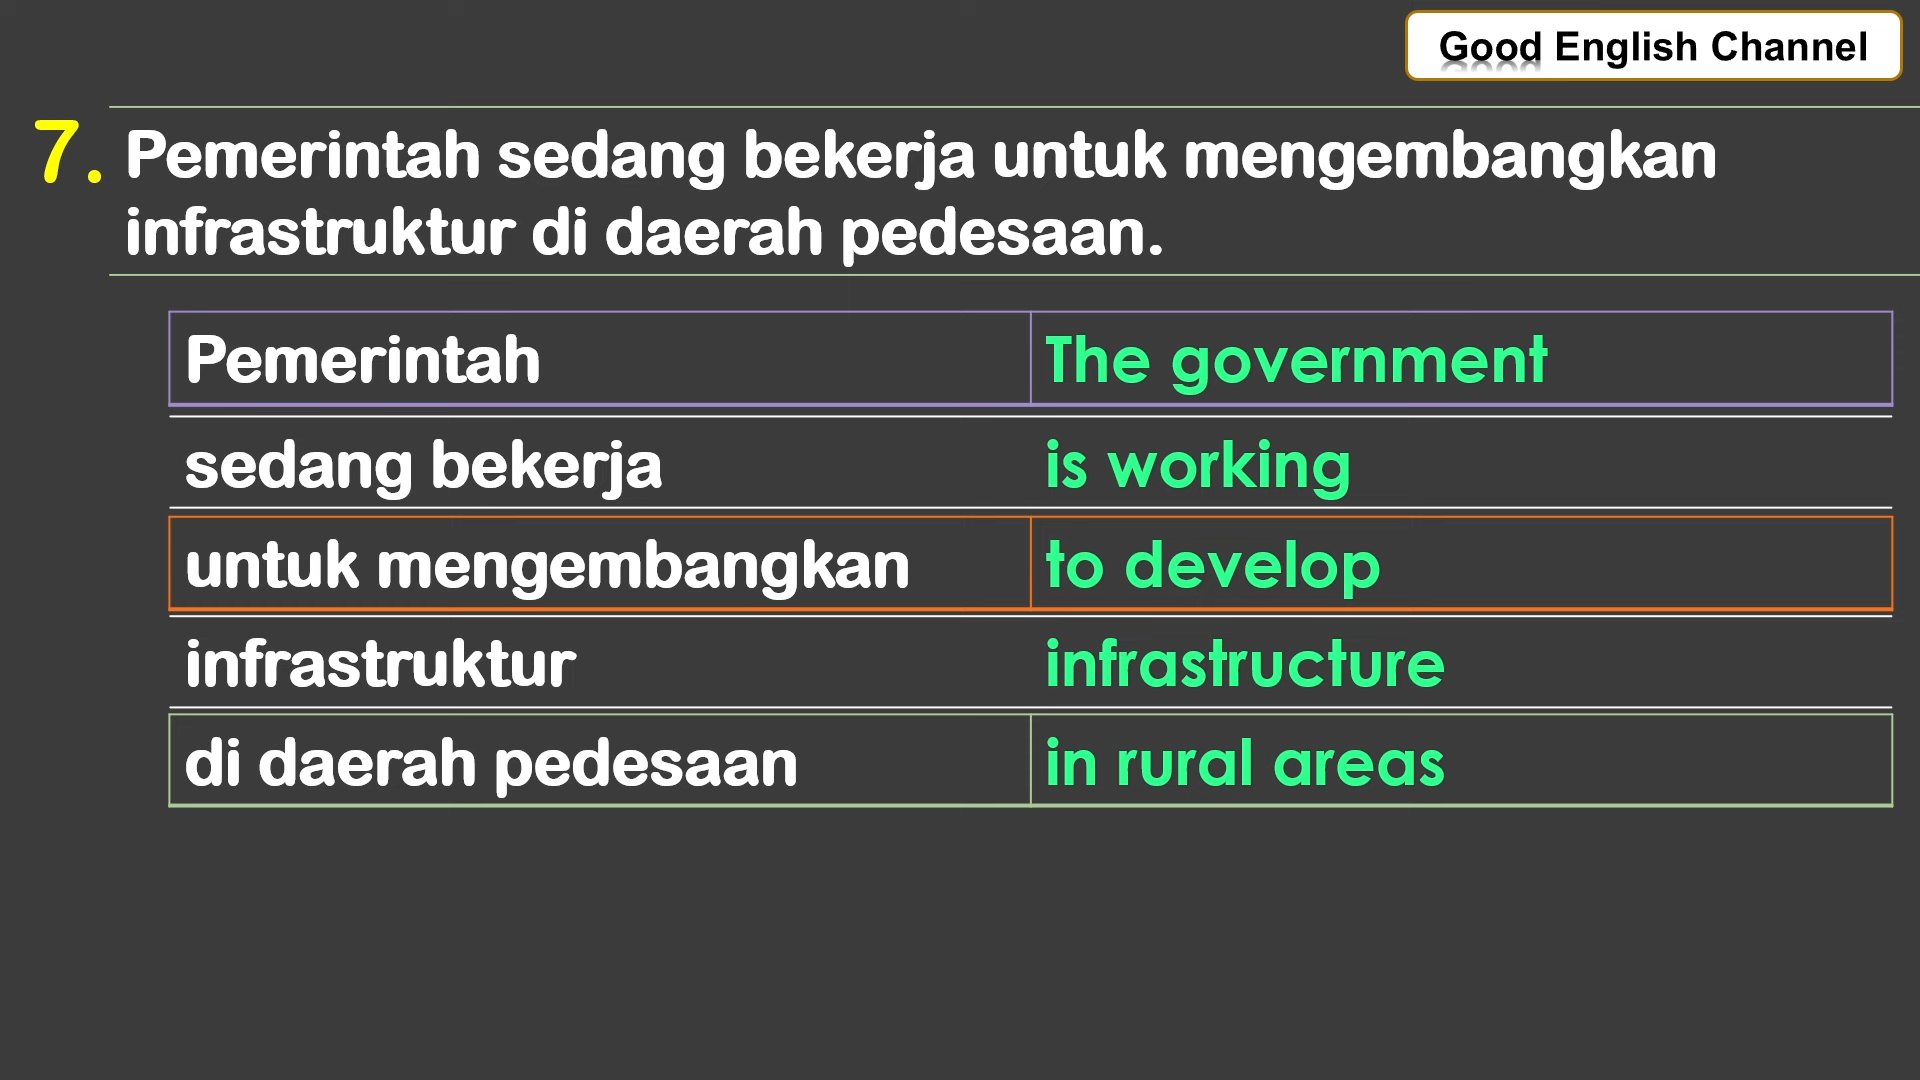 Good English Channel
7. Pemerintah sedang bekerja untuk mengembangkan
infrastruktur di daerah pedesaan.
Pemerintah The government
sedang bekerja is working
untuk mengembangkan to develop
infrastruktur infrastructure
di daerah pedesaan in rural areas